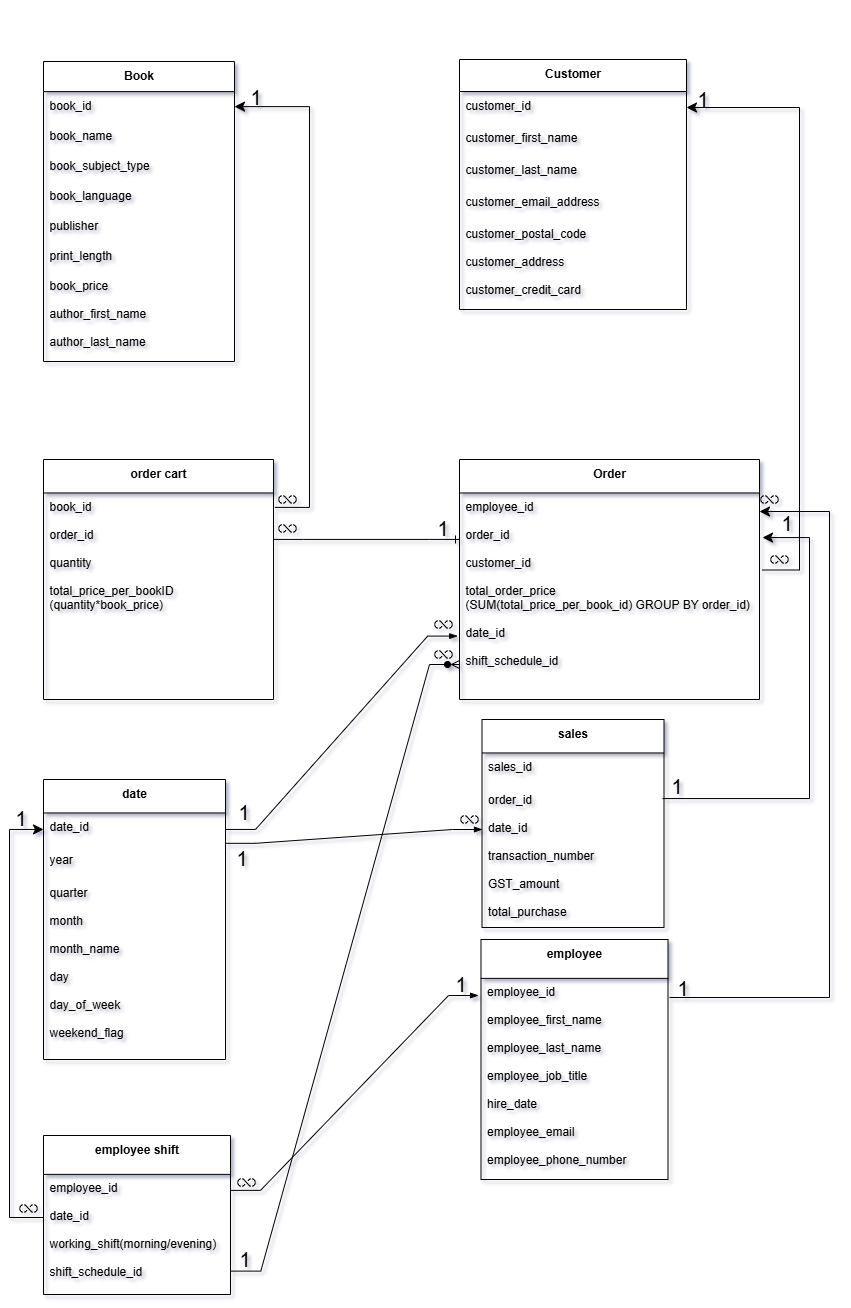 Book
book_id
book_name
book_subject_type
book_language
publisher
print_length
book_price
author_first_name
author_last_name
1
Customer
customer_id
customer_first_name
customer_last_name
customer_email_address
customer_postal_code
customer_address
customer_credit_card
1
order cart
book_id
order_id
quantity
total_price_per_bookID
(quantity*book_price)
∞
∞
1
Order
employee_id
order_id
customer_id
total_order_price
(SUM(total_price_per_book_id) GROUP BY order_id)
date_id
shift_schedule_id
∞
1
∞
∞
∞
sales
sales_id
order_id
date_id
transaction_number
GST_amount
total_purchase
1
∞
date
date_id
year
quarter
month
month_name
day
day_of_week
weekend_flag
1
1
1
employee
employee_id
employee_first_name
employee_last_name
employee_job_title
hire_date
employee_email
employee_phone_number
1
1
employee shift
employee_id
date_id
working_shift(morning/evening)
shift_schedule_id
∞
∞
1